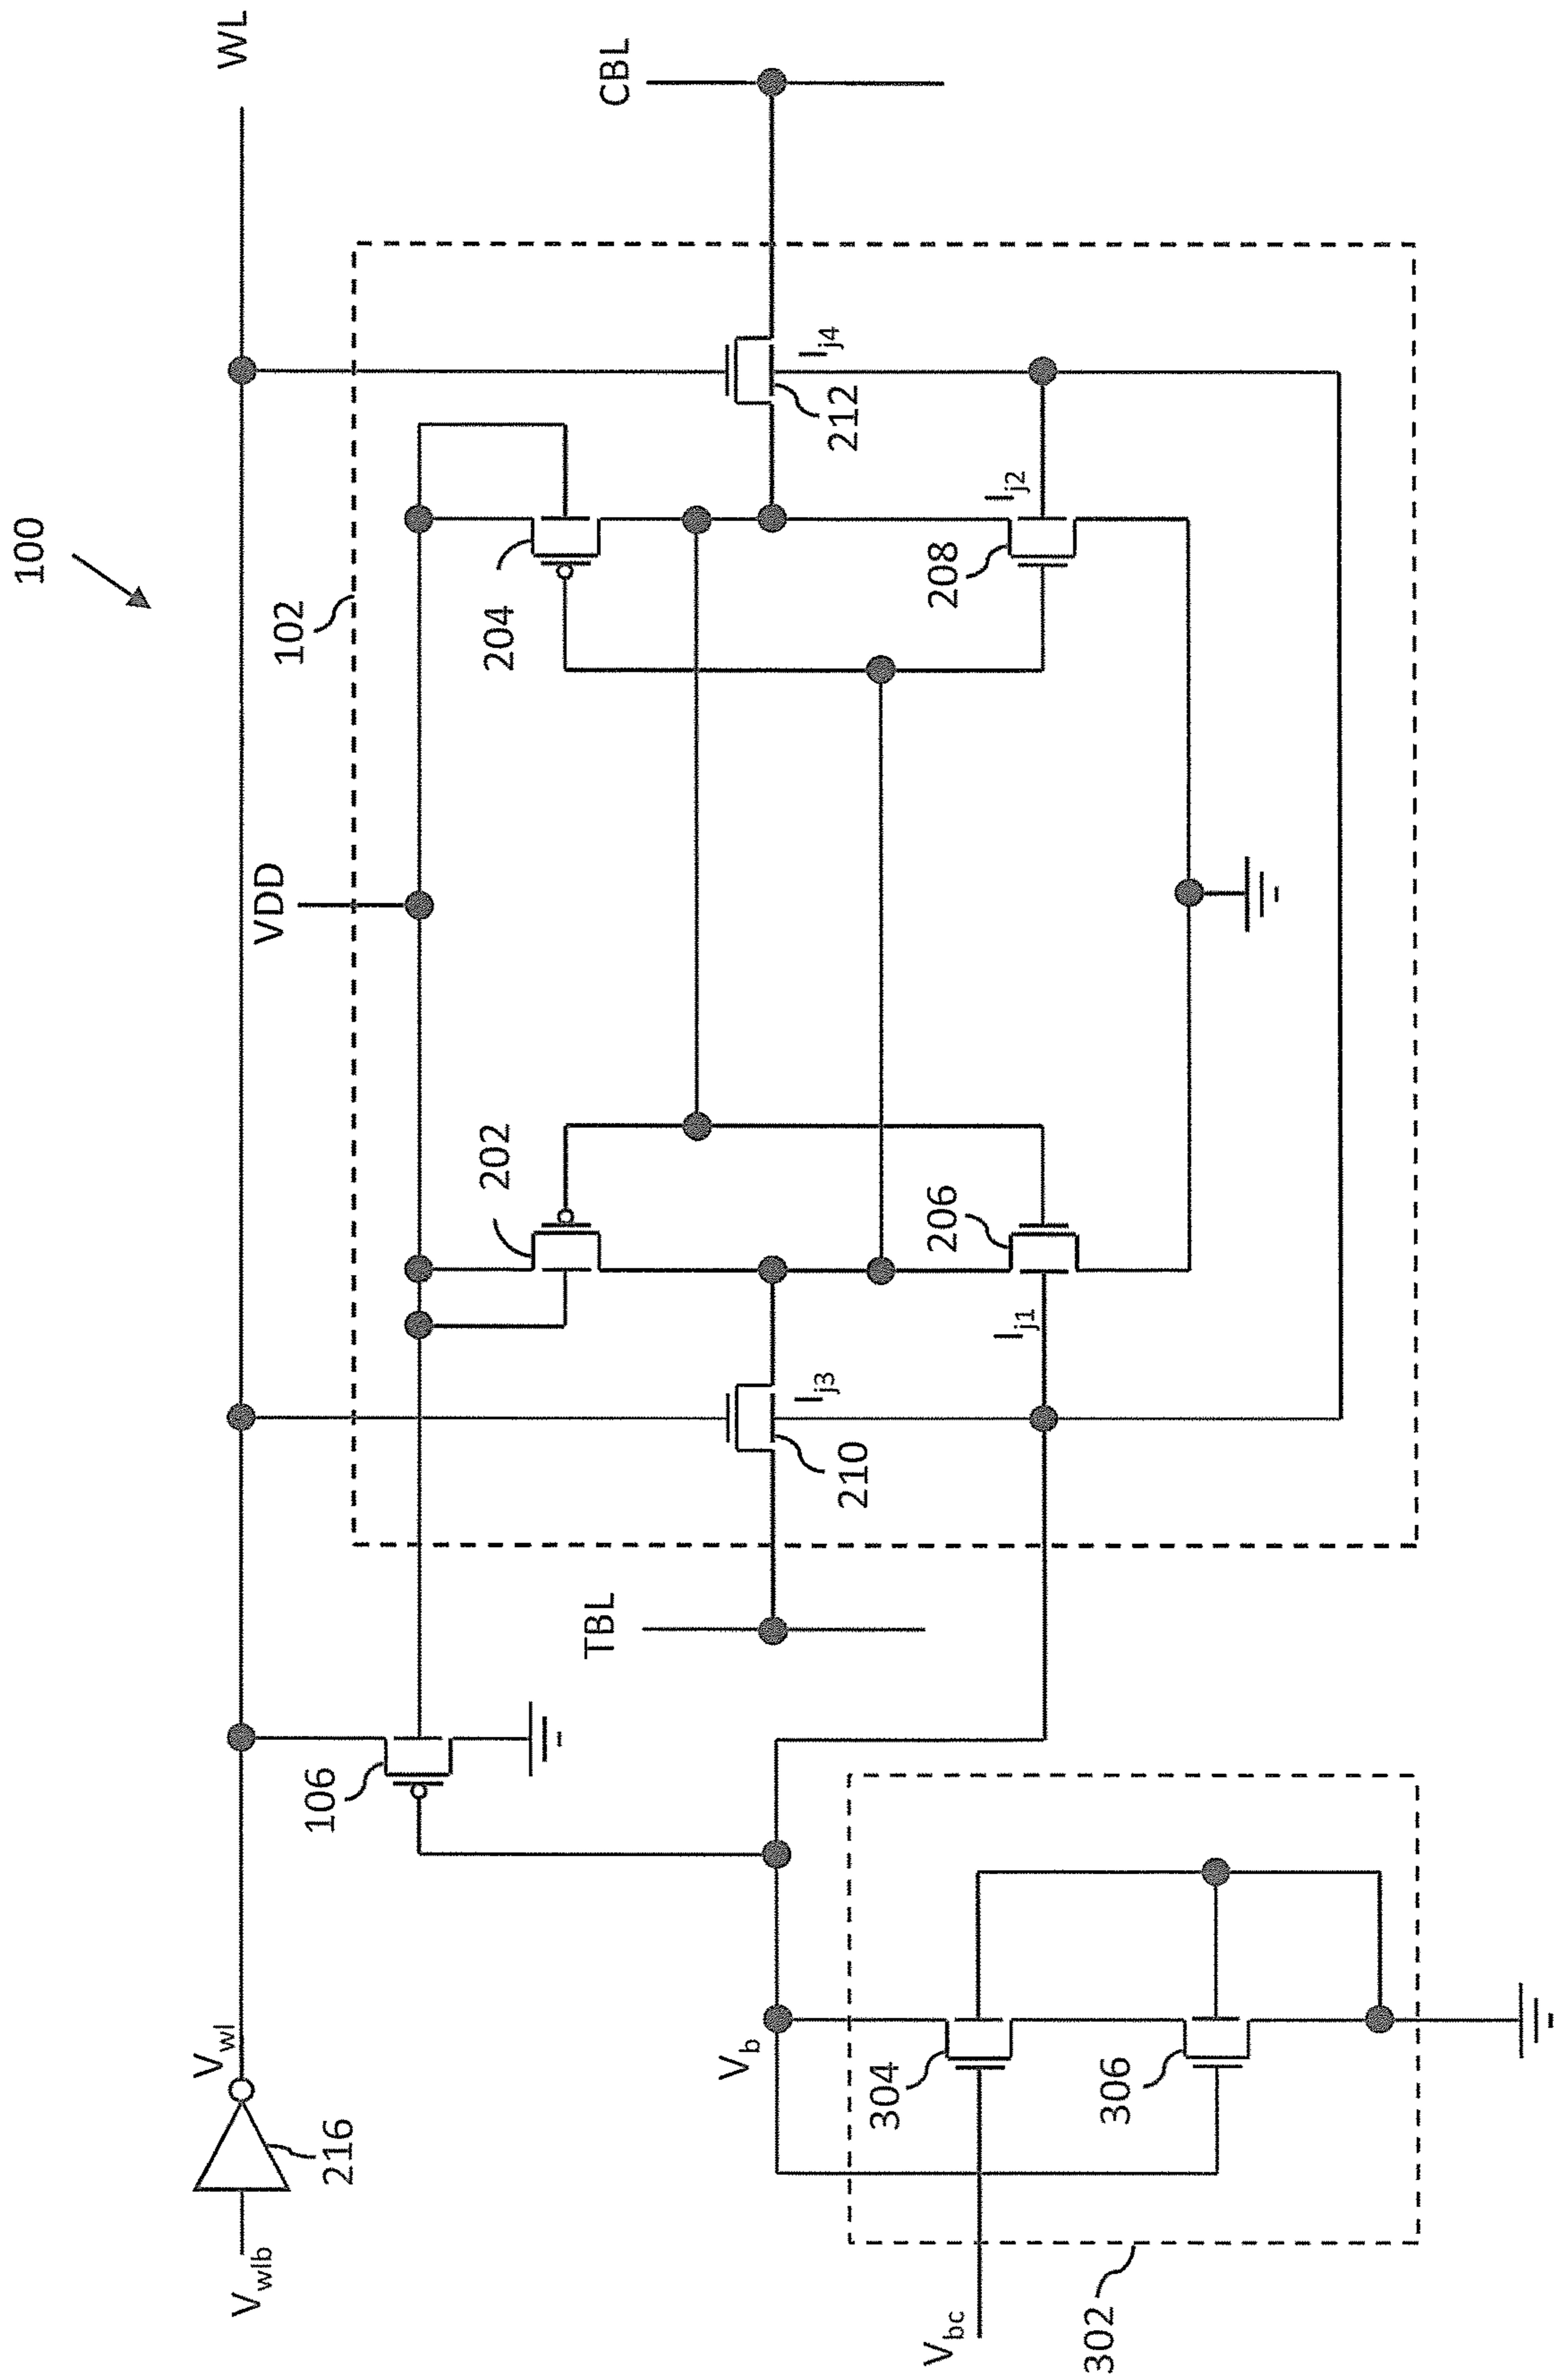 100
WL
V_wl
V_wlb
216
VDD
102
CBL
106
202
204
TBL
I_j3
210
I_j4
212
206
I_j1
208
I_j2
V_b
304
306
V_bc
302